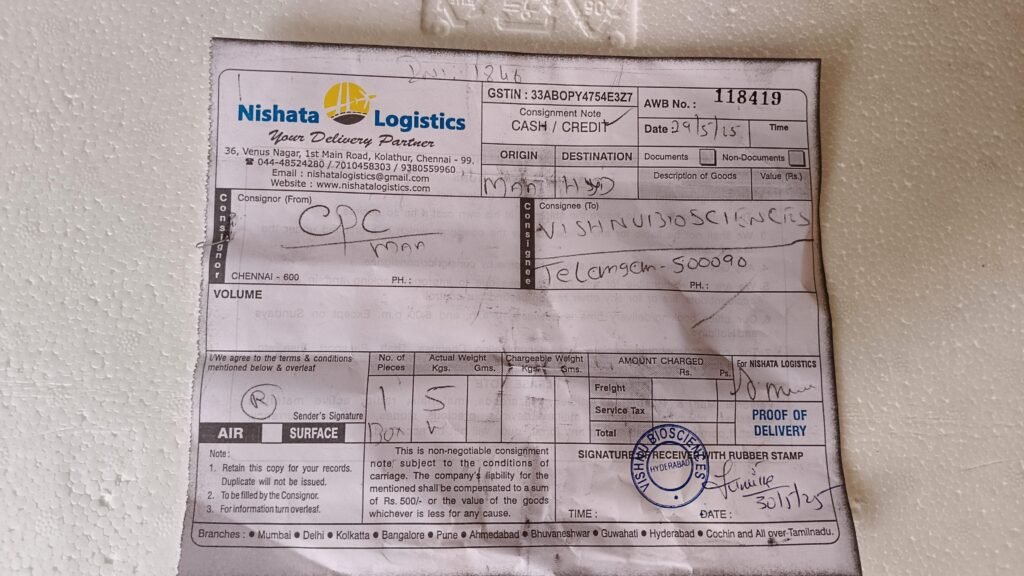 Nishata Logistics
Your Delivery Partner
36, Venus Nagar, 1st Main Road, Kolathur, Chennai - 99.
☎ 044-48524280 / 7010458303 / 9380559960
Email : nishatalogistics@gmail.com
Website : www.nishatalogistics.com
GSTIN : 33ABOPY4754E3Z7
Consignment Note
CASH / CREDIT
AWB No. : 118419
Date 29/5/25 Time
ORIGIN DESTINATION
MAA HYD
Documents Non-Documents
Description of Goods Value (Rs.)
Consignor
Consignor (From)
CPC
MAA
CHENNAI - 600 PH. :
Consignee
Consignee (To)
VISHNU BIOSCIENCES
Telangan-500090
PH. :
VOLUME
I/We agree to the terms & conditions
mentioned below & overleaf
R
Sender's Signature
AIR SURFACE
No. of Pieces
1
Box
Actual Weight
Kgs. Gms.
5
Chargeable Weight
Kgs. Gms.
AMOUNT CHARGED
Rs. Ps.
Freight
Service Tax
Total
For NISHATA LOGISTICS
PROOF OF
DELIVERY
Note :
1. Retain this copy for your records.
Duplicate will not be issued.
2. To be filled by the Consignor.
3. For information turn overleaf.
This is non-negotiable consignment
note subject to the conditions of
carriage. The company's liability for the
mentioned shall be compensated to a sum
of Rs. 500/- or the value of the goods
whichever is less for any cause.
SIGNATURE OF RECEIVER WITH RUBBER STAMP
VISHNU BIOSCIENCES
HYDERABAD
30/5/25
TIME : DATE :
Branches : ● Mumbai ● Delhi ● Kolkatta ● Bangalore ● Pune ● Ahmedabad ● Bhuvaneshwar ● Guwahati ● Hyderabad ● Cochin and All over Tamilnadu.